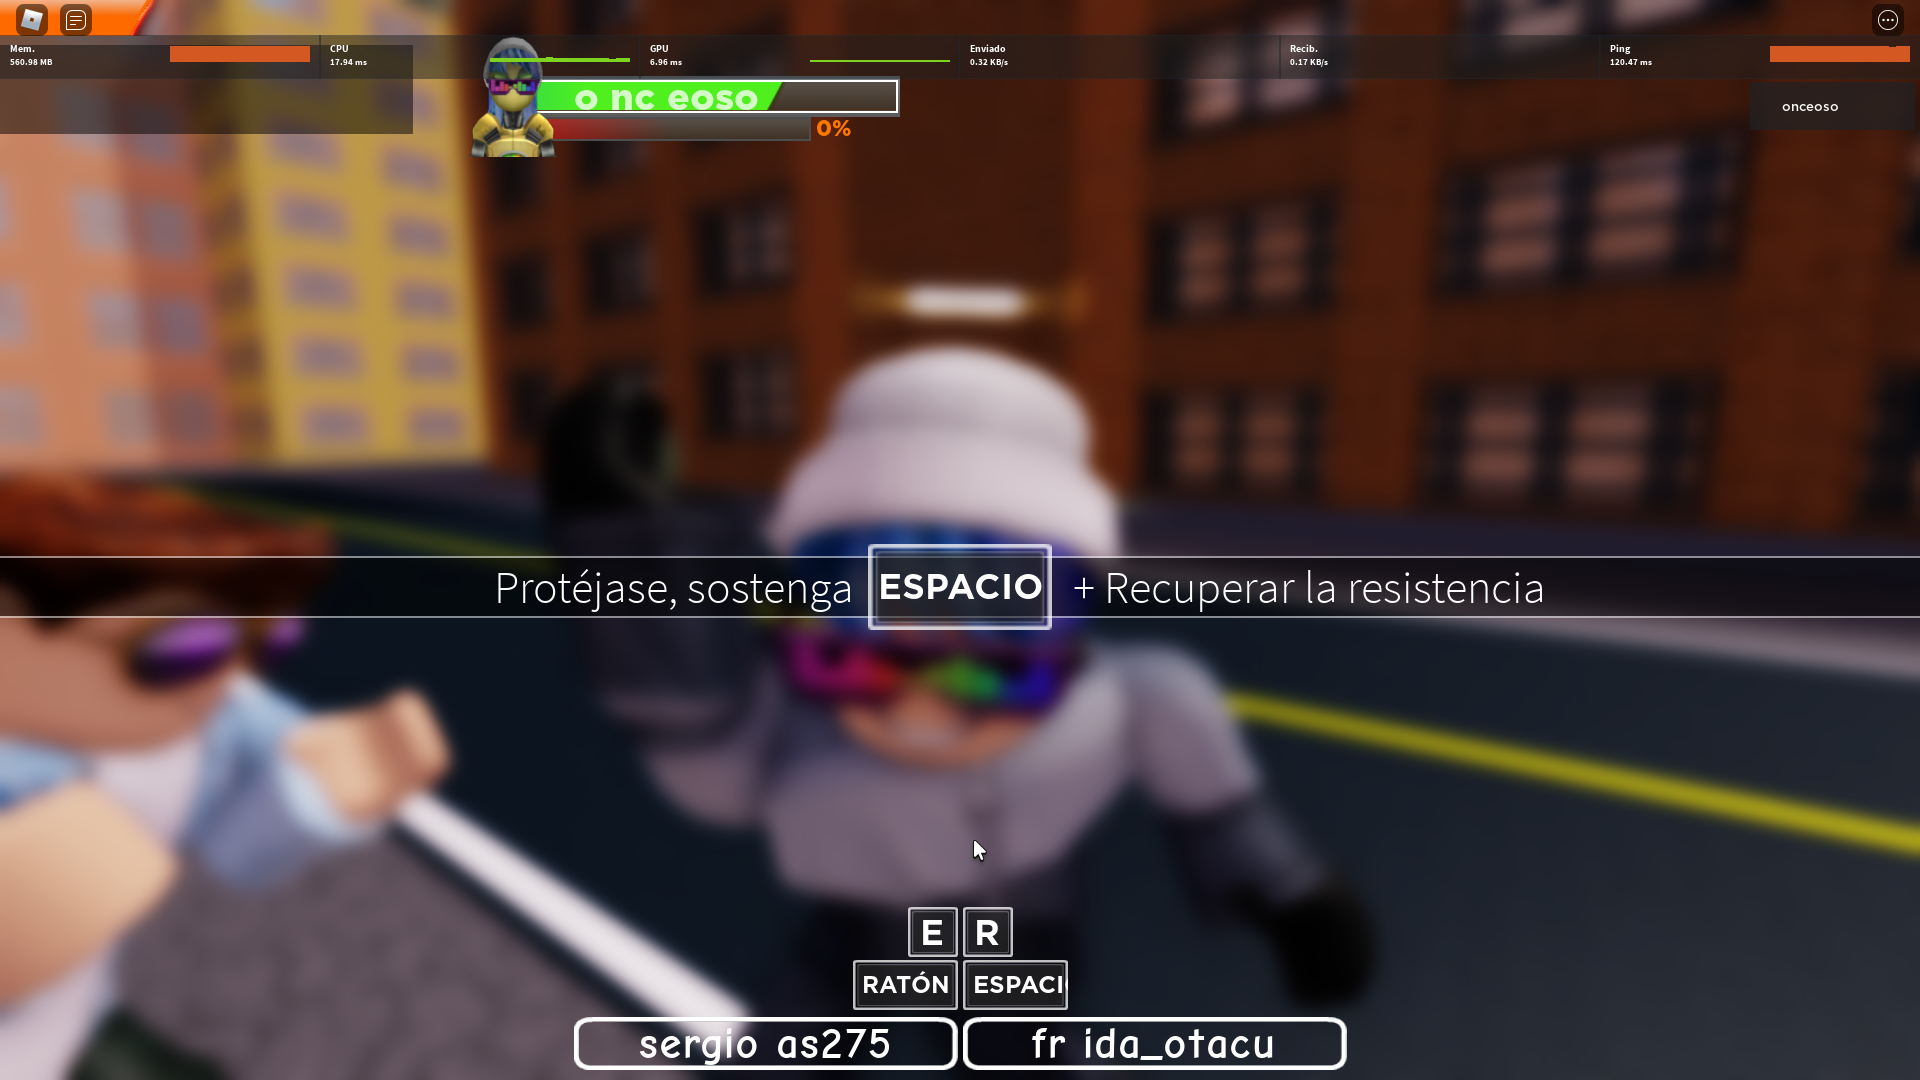 Mem.
560.98 MB
CPU
17.94 ms
GPU
6.96 ms
Enviado
0.32 KB/s
Recib.
0.17 KB/s
Ping
120.47 ms
o nc eoso
0%
onceoso
Protéjase, sostenga ESPACIO + Recuperar la resistencia
E R
RATÓN ESPACI
sergio as275 fr ida_otacu